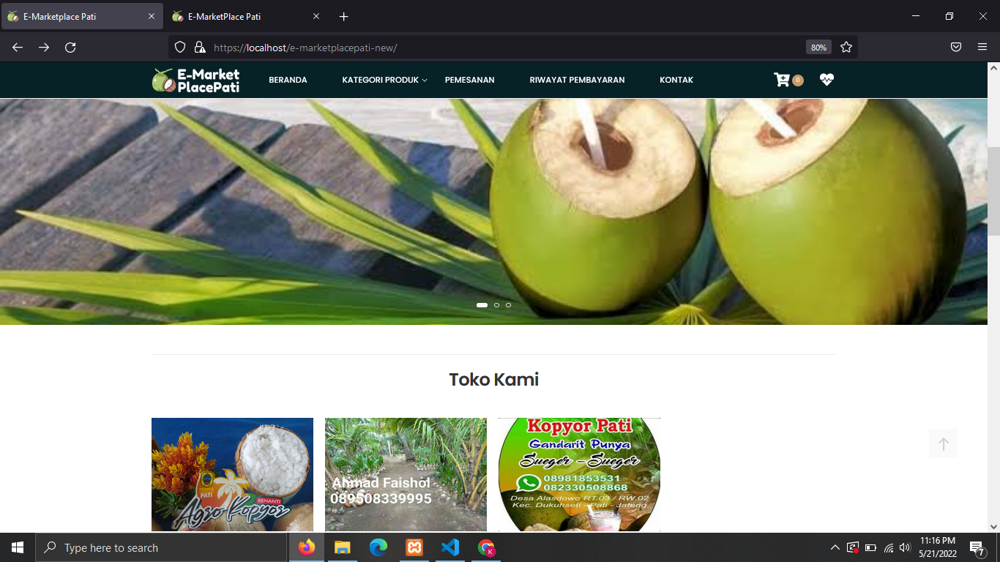 E-Marketplace Pati
E-MarketPlace Pati
https://localhost/e-marketplacepati-new/
80%
E-Market
PlacePati
BERANDA
KATEGORI PRODUK
PEMESANAN
RIWAYAT PEMBAYARAN
KONTAK
0
Toko Kami
PATI
KENANTI
Agro Kopyor
Ahmad Faishol
089508339995
Kopyor Pati
Gandarit Punya
Sueger - Sueger
08981853531
082330508868
Desa Alasdowo RT.03 / RW.02
Kec. Dukuhseti - Pati - Jateng
Type here to search
K
11:16 PM
5/21/2022
7